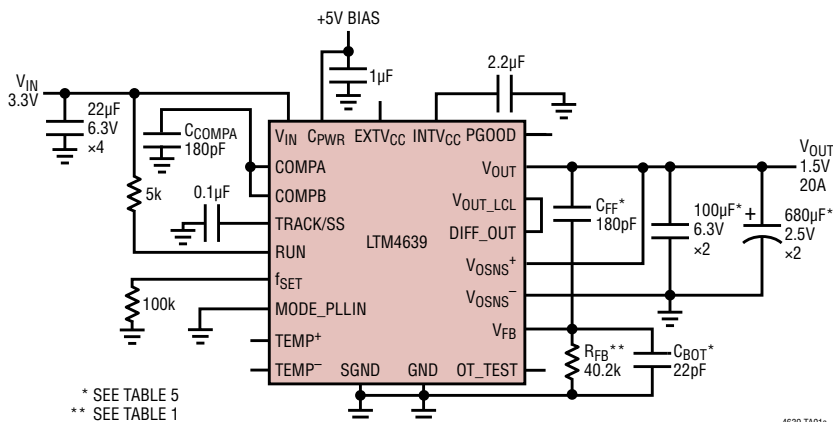 +5V BIAS
VIN
3.3V
22µF
6.3V
×4
CCOMPA
180pF
5k
0.1µF
100k
1µF
2.2µF
VIN
CPWR
EXTVCC
INTVCC
PGOOD
COMPA
COMPB
TRACK/SS
RUN
fSET
MODE_PLLIN
TEMP+
TEMP–
SGND
GND
OT_TEST
LTM4639
VOUT
VOUT_LCL
DIFF_OUT
VOSNS+
VOSNS–
VFB
CFF*
180pF
100µF*
6.3V
×2
+
680µF*
2.5V
×2
VOUT
1.5V
20A
RFB**
40.2k
CBOT*
22pF
* SEE TABLE 5
** SEE TABLE 1
4639 TA01a